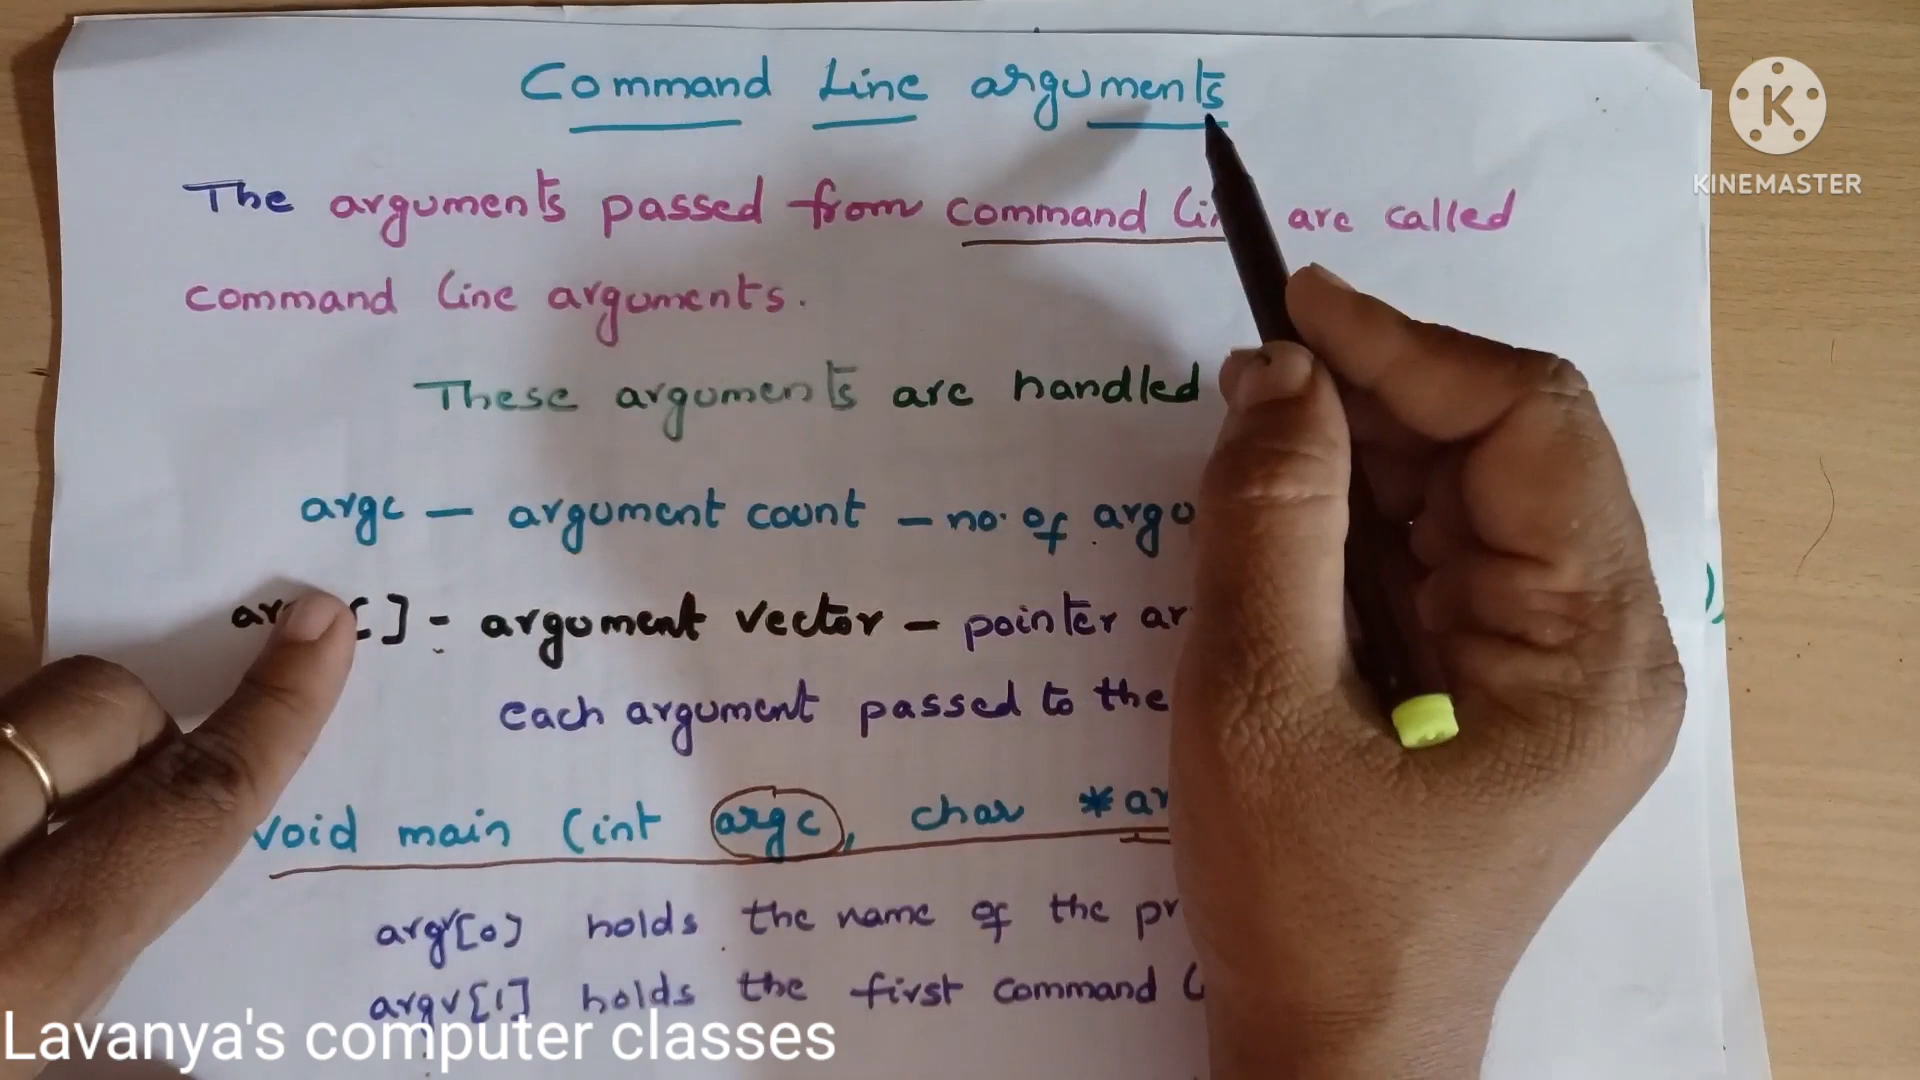 Command Line arguments
The arguments passed from command are called
command line arguments.
These arguments are handled
argc - argument count - no. of
[] - argument vector - pointer
each argument passed to the
void main (int argc, char *
argv[0] holds the name of the
argv[1] holds the first command
K
KINEMASTER
Lavanya's computer classes